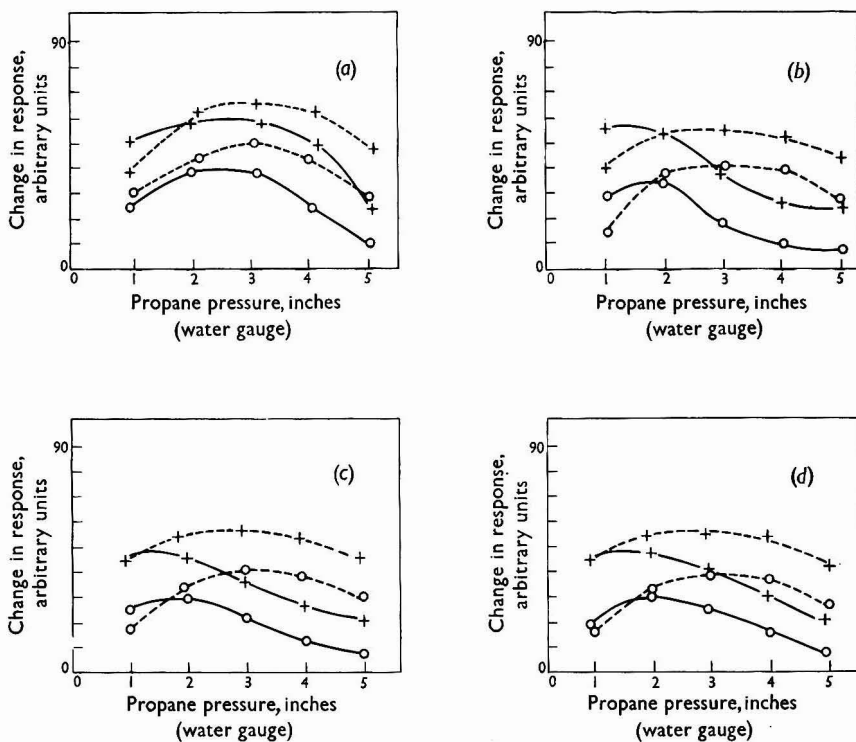 90
(a)
Change in response,
arbitrary units
0
0 1 2 3 4 5
Propane pressure, inches
(water gauge)
90
(b)
Change in response,
arbitrary units
0
0 1 2 3 4 5
Propane pressure, inches
(water gauge)
90
(c)
Change in response,
arbitrary units
0
0 1 2 3 4 5
Propane pressure, inches
(water gauge)
90
(d)
Change in response,
arbitrary units
0
0 1 2 3 4 5
Propane pressure, inches
(water gauge)